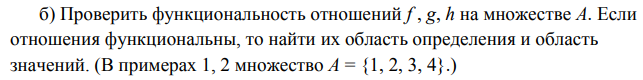 б) Проверить функциональность отношений f , g, h на множестве A. Если
отношения функциональны, то найти их область определения и область
значений. (В примерах 1, 2 множество A = {1, 2, 3, 4}.)